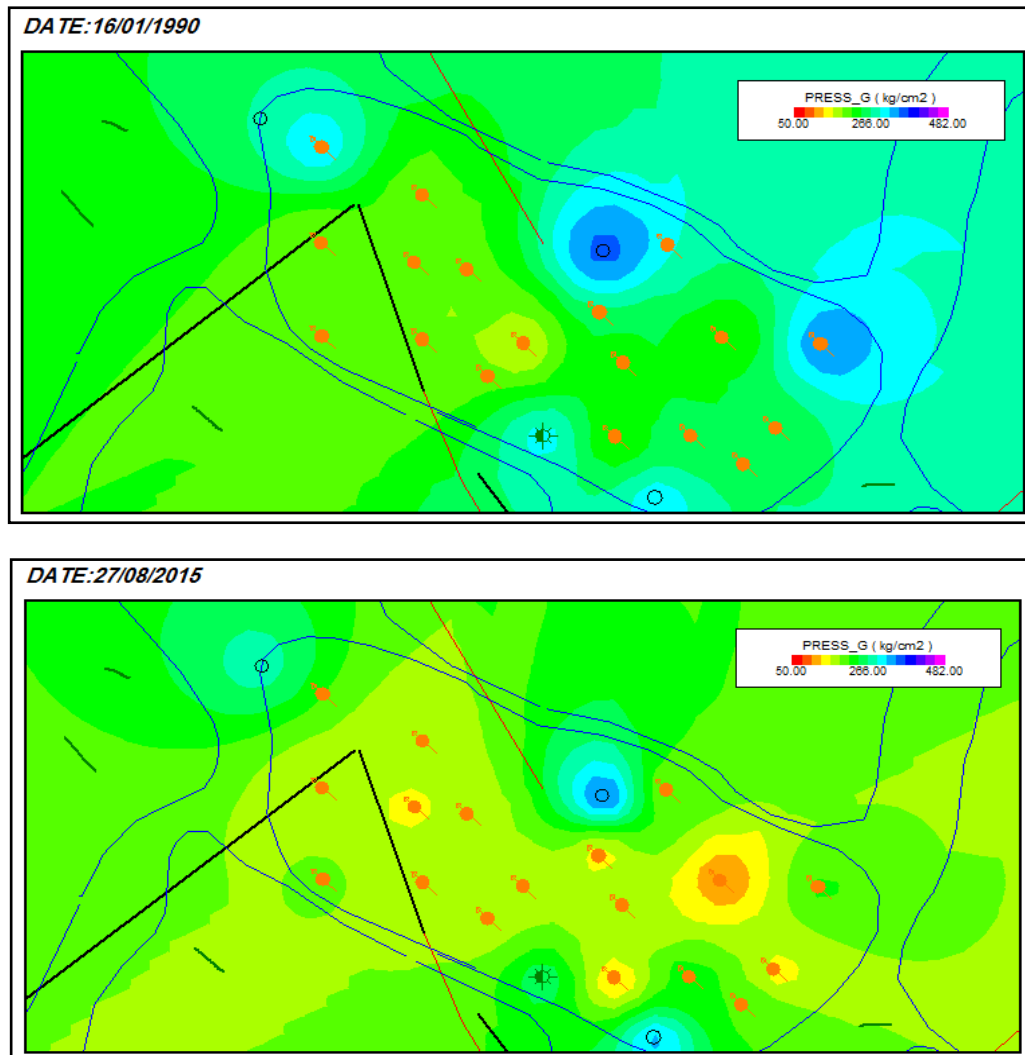 DATE:16/01/1990
PRESS_G ( kg/cm2 )
50.00 266.00 482.00
DATE:27/08/2015
PRESS_G ( kg/cm2 )
50.00 266.00 482.00